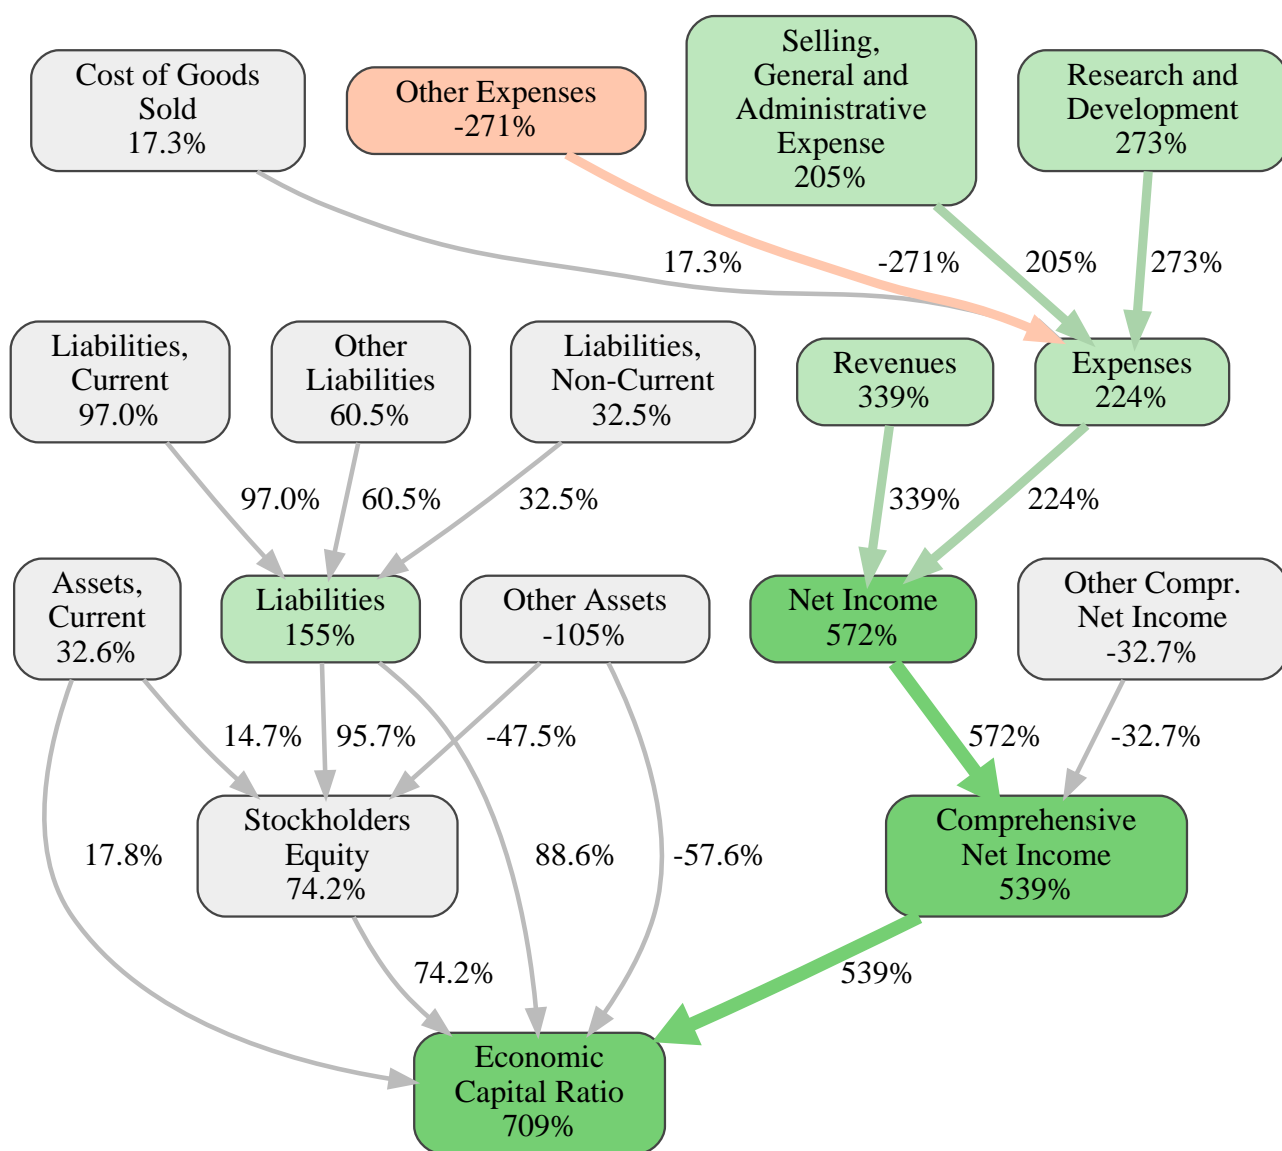 Cost of Goods
Sold
17.3%
Other Expenses
-271%
Selling,
General and
Administrative
Expense
205%
Research and
Development
273%
17.3%
-271%
205%
273%
Liabilities,
Current
97.0%
Other
Liabilities
60.5%
Liabilities,
Non-Current
32.5%
Revenues
339%
Expenses
224%
97.0%
60.5%
32.5%
339%
224%
Assets,
Current
32.6%
Liabilities
155%
Other Assets
-105%
Net Income
572%
Other Compr.
Net Income
-32.7%
14.7%
95.7%
-47.5%
572%
-32.7%
Stockholders
Equity
74.2%
Comprehensive
Net Income
539%
17.8%
88.6%
-57.6%
74.2%
539%
Economic
Capital Ratio
709%